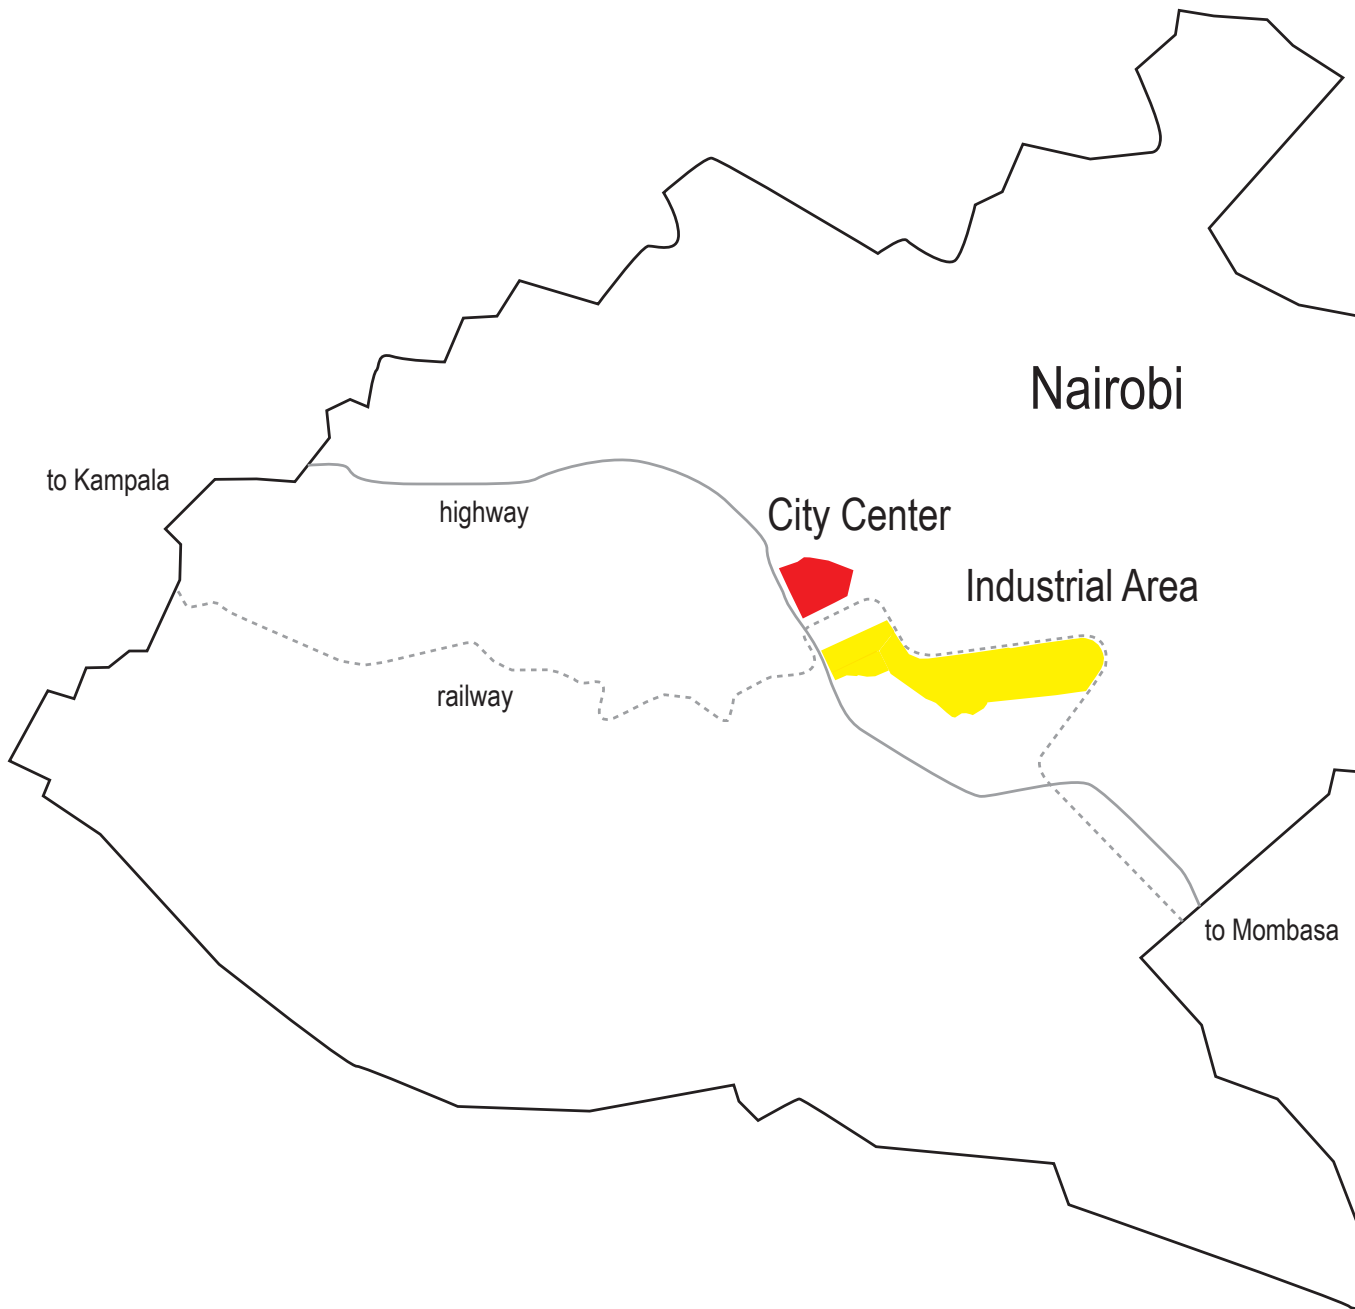 Nairobi
to Kampala
highway
City Center
Industrial Area
railway
to Mombasa